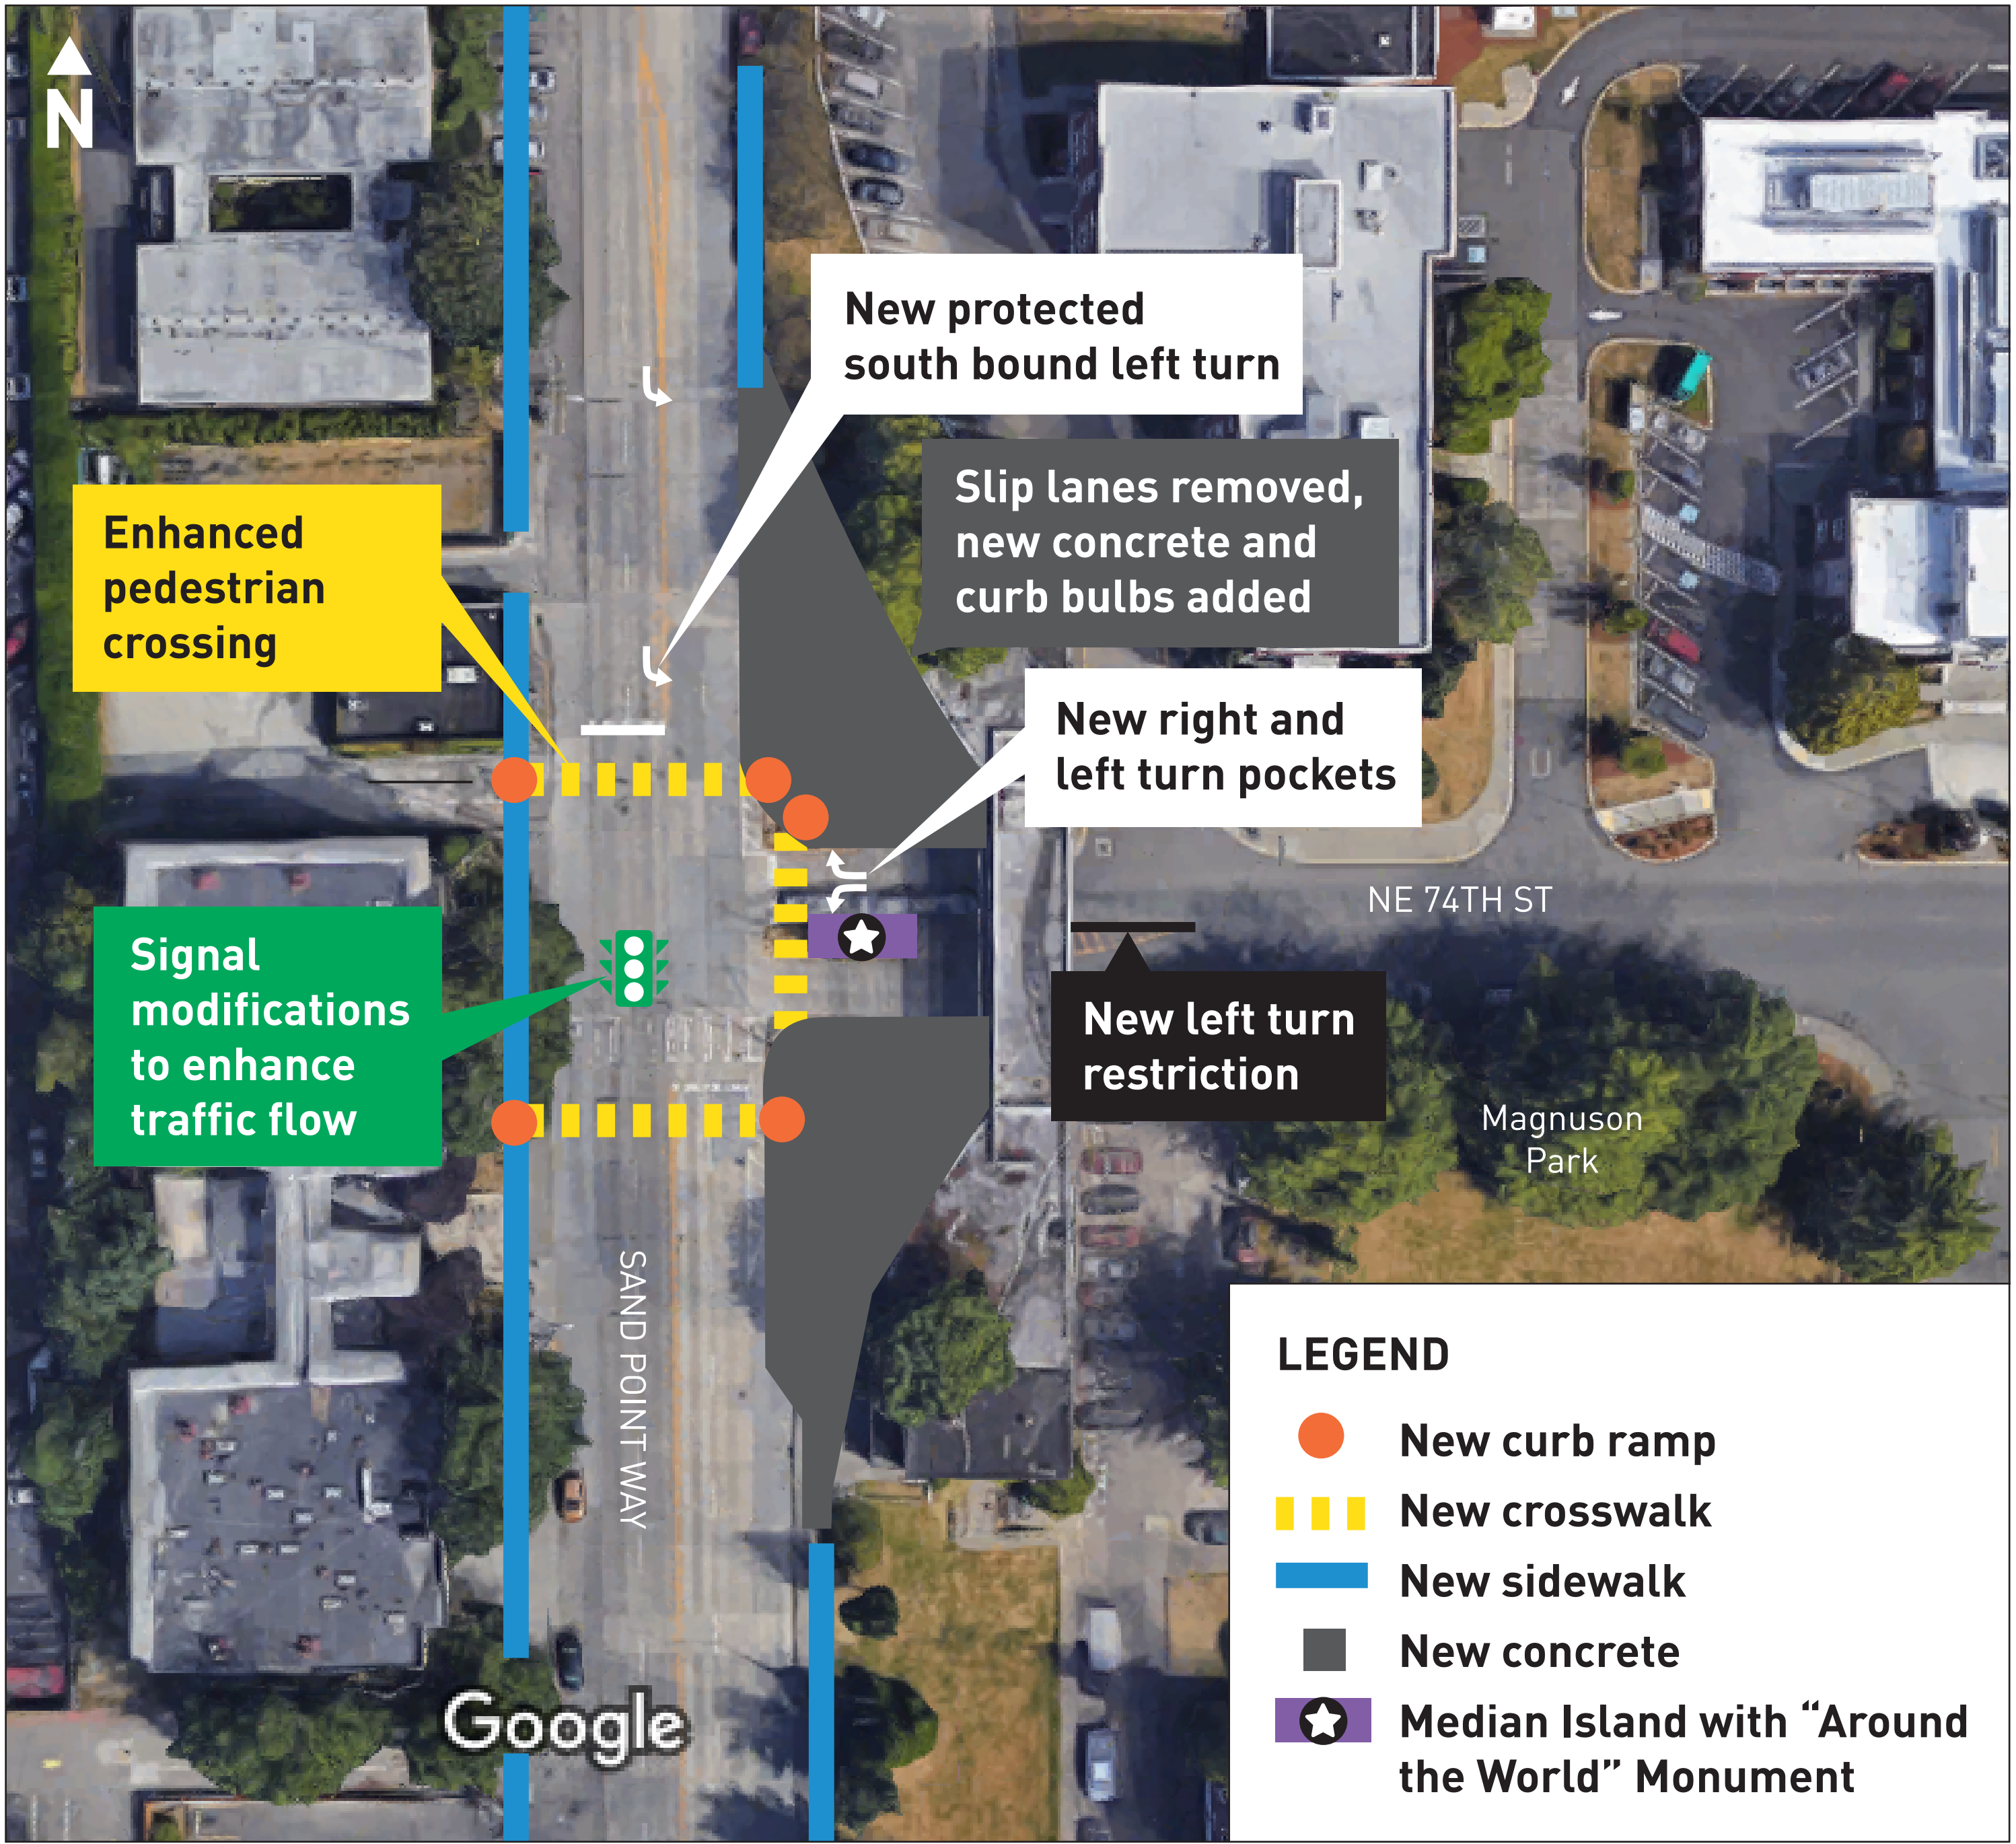 N
New protected
south bound left turn
Slip lanes removed,
new concrete and
curb bulbs added
Enhanced
pedestrian
crossing
New right and
left turn pockets
NE 74TH ST
Signal
modifications
to enhance
traffic flow
New left turn
restriction
Magnuson
Park
SAND POINT WAY
LEGEND
New curb ramp
New crosswalk
New sidewalk
New concrete
Median Island with “Around
the World” Monument
Google